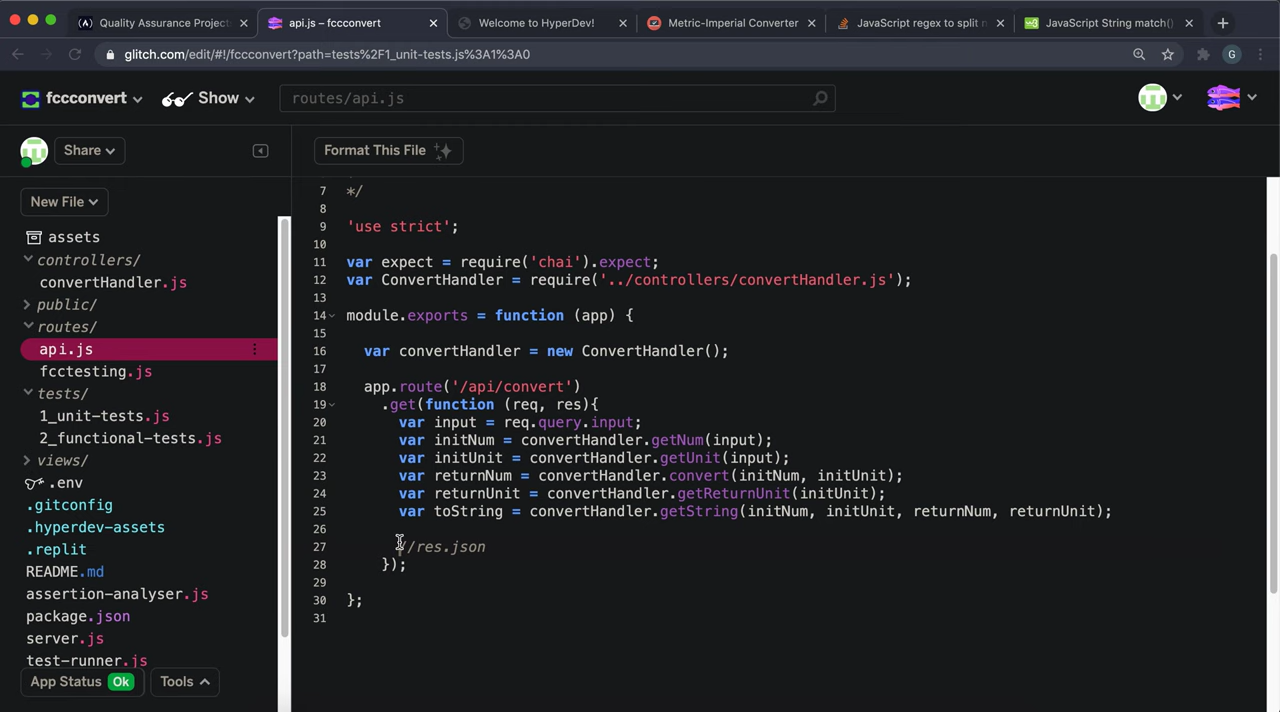 Quality Assurance Project
api.js – fccconvert
Welcome to HyperDev!
Metric-Imperial Converter
JavaScript regex to split n
JavaScript String match()
glitch.com/edit/#!/fccconvert?path=tests%2F1_unit-tests.js%3A1%3A0
G
fccconvert
Show
routes/api.js
Share
Format This File
New File
assets
controllers/
convertHandler.js
public/
routes/
api.js
fcctesting.js
tests/
1_unit-tests.js
2_functional-tests.js
views/
.env
.gitconfig
.hyperdev-assets
.replit
README.md
assertion-analyser.js
package.json
server.js
test-runner.js
App Status Ok
Tools
7 */
8
9 'use strict';
10
11 var expect = require('chai').expect;
12 var ConvertHandler = require('../controllers/convertHandler.js');
13
14 module.exports = function (app) {
15
16 var convertHandler = new ConvertHandler();
17
18 app.route('/api/convert')
19 .get(function (req, res){
20 var input = req.query.input;
21 var initNum = convertHandler.getNum(input);
22 var initUnit = convertHandler.getUnit(input);
23 var returnNum = convertHandler.convert(initNum, initUnit);
24 var returnUnit = convertHandler.getReturnUnit(initUnit);
25 var toString = convertHandler.getString(initNum, initUnit, returnNum, returnUnit);
26
27 //res.json
28 });
29
30 };
31